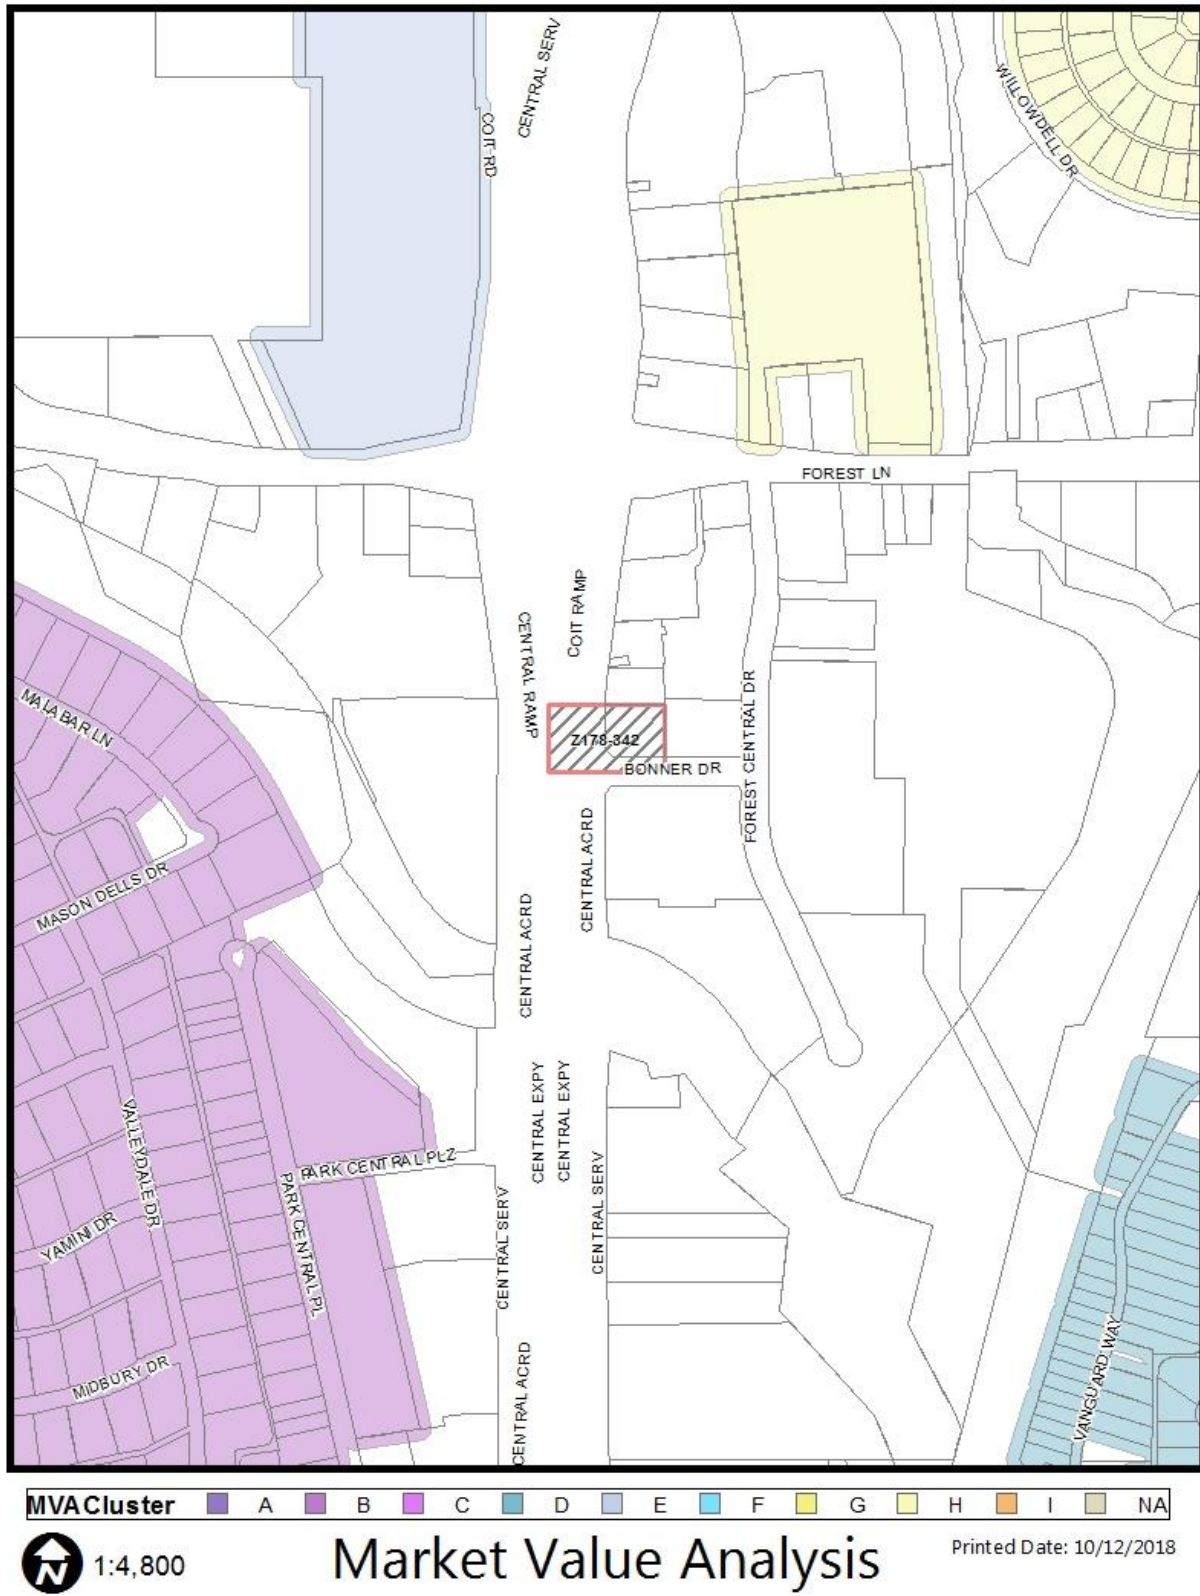 CENTRAL SERV
COIT RD
WILLOWDELL DR
FOREST LN
COIT RAMP
CENTRAL RAMP
MALABAR LN
FOREST CENTRAL DR
Z178-342
BONNER DR
CENTRAL ACRD
MASON DELLS DR
CENTRAL ACRD
CENTRAL EXPY
CENTRAL EXPY
VALLEYDALE DR
PARK CENTRAL PLZ
CENTRAL SERV
PARK CENTRAL PL
CENTRAL SERV
YAMINI DR
VANGUARD WAY
MIDBURY DR
CENTRAL ACRD
MVACluster A B C D E F G H I NA
N 1:4,800
Market Value Analysis
Printed Date: 10/12/2018